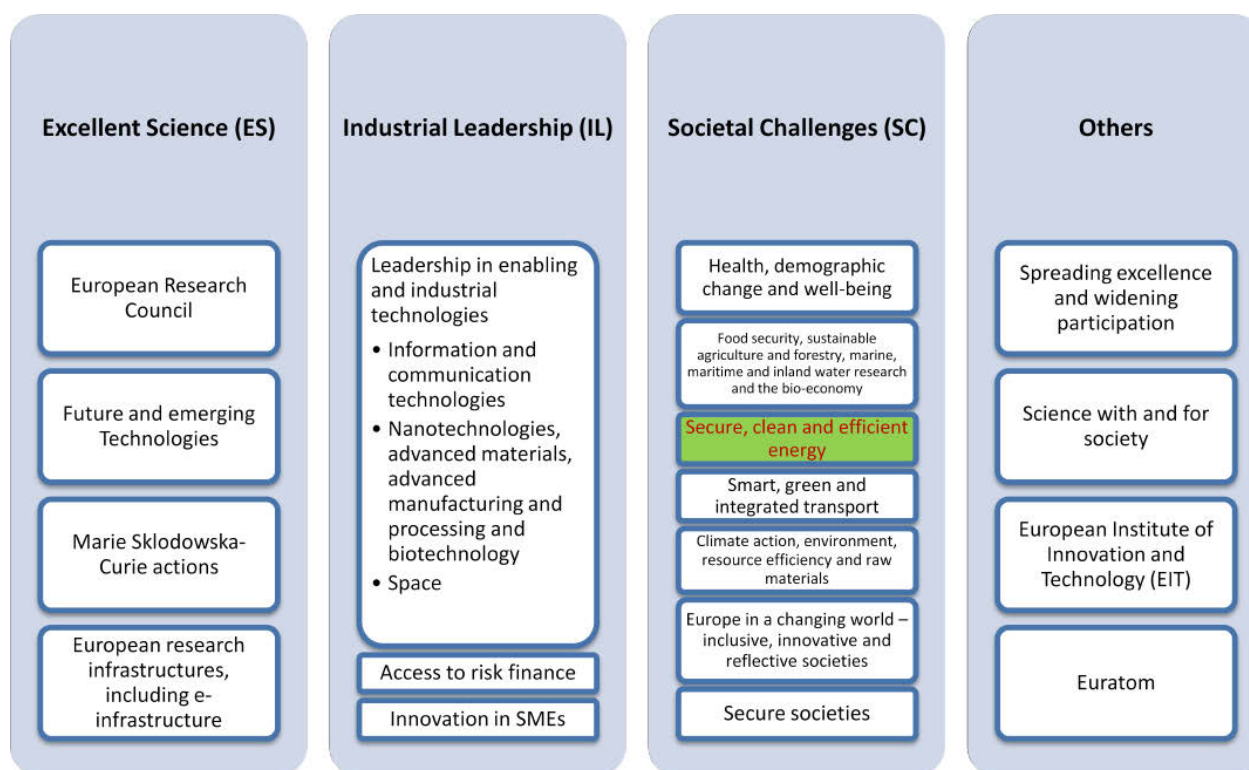 Excellent Science (ES)
European Research
Council
Future and emerging
Technologies
Marie Sklodowska-
Curie actions
European research
infrastructures,
including e-
infrastructure
Industrial Leadership (IL)
Leadership in enabling
and industrial
technologies
• Information and
communication
technologies
• Nanotechnologies,
advanced materials,
advanced
manufacturing and
processing and
biotechnology
• Space
Access to risk finance
Innovation in SMEs
Societal Challenges (SC)
Health, demographic
change and well-being
Food security, sustainable
agriculture and forestry, marine,
maritime and inland water research
and the bio-economy
Secure, clean and efficient
energy
Smart, green and
integrated transport
Climate action, environment,
resource efficiency and raw
materials
Europe in a changing world –
inclusive, innovative and
reflective societies
Secure societies
Others
Spreading excellence
and widening
participation
Science with and for
society
European Institute of
Innovation and
Technology (EIT)
Euratom